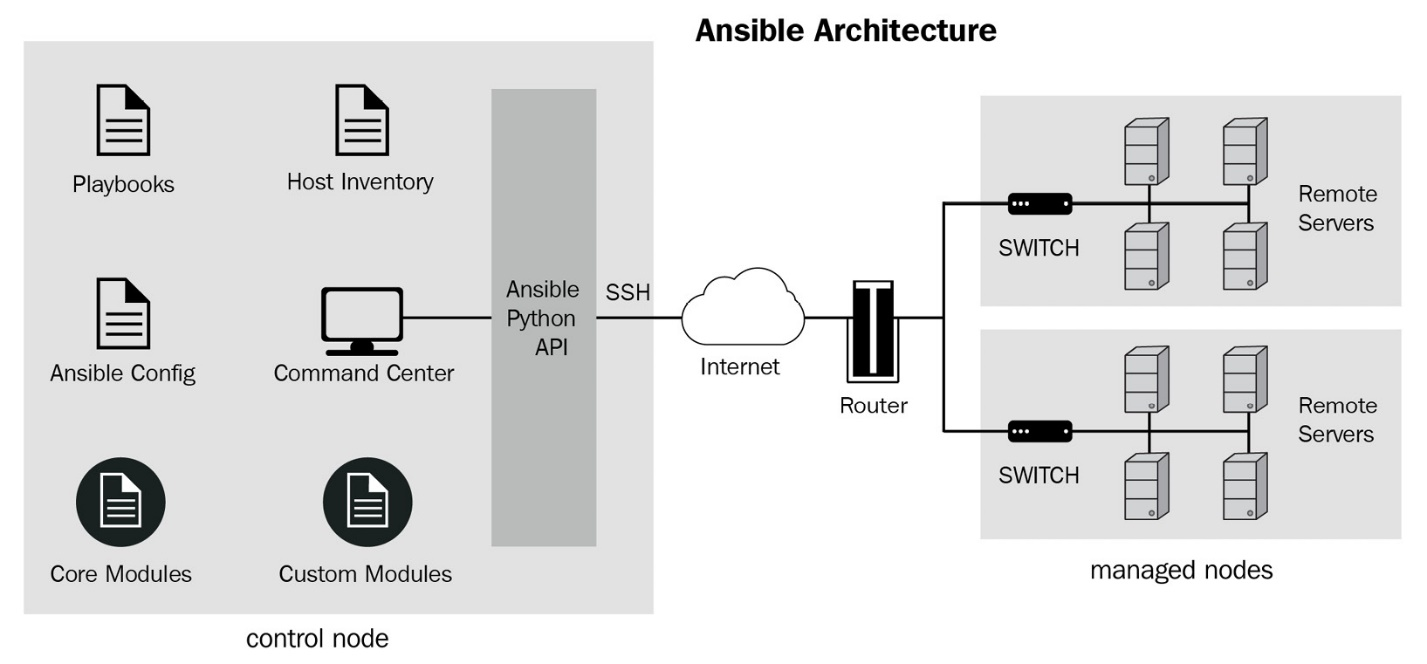 Ansible Architecture
Playbooks
Host Inventory
Ansible Config
Command Center
Core Modules
Custom Modules
Ansible
Python
API
control node
SSH
Internet
Router
SWITCH
Remote
Servers
SWITCH
Remote
Servers
managed nodes